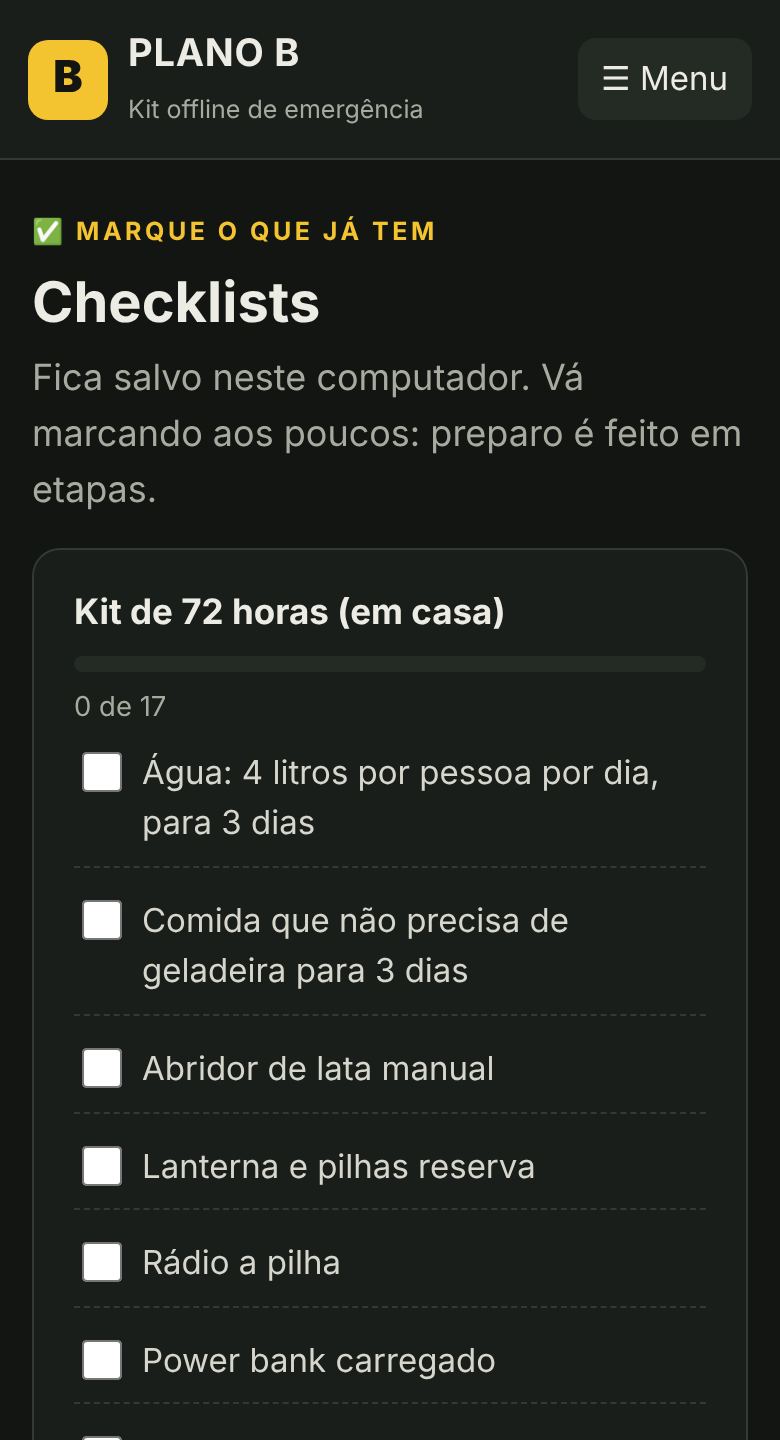 B
PLANO B
Kit offline de emergência
☰ Menu
✅ MARQUE O QUE JÁ TEM
Checklists
Fica salvo neste computador. Vá
marcando aos poucos: preparo é feito em
etapas.
Kit de 72 horas (em casa)
0 de 17
Água: 4 litros por pessoa por dia,
para 3 dias
Comida que não precisa de
geladeira para 3 dias
Abridor de lata manual
Lanterna e pilhas reserva
Rádio a pilha
Power bank carregado